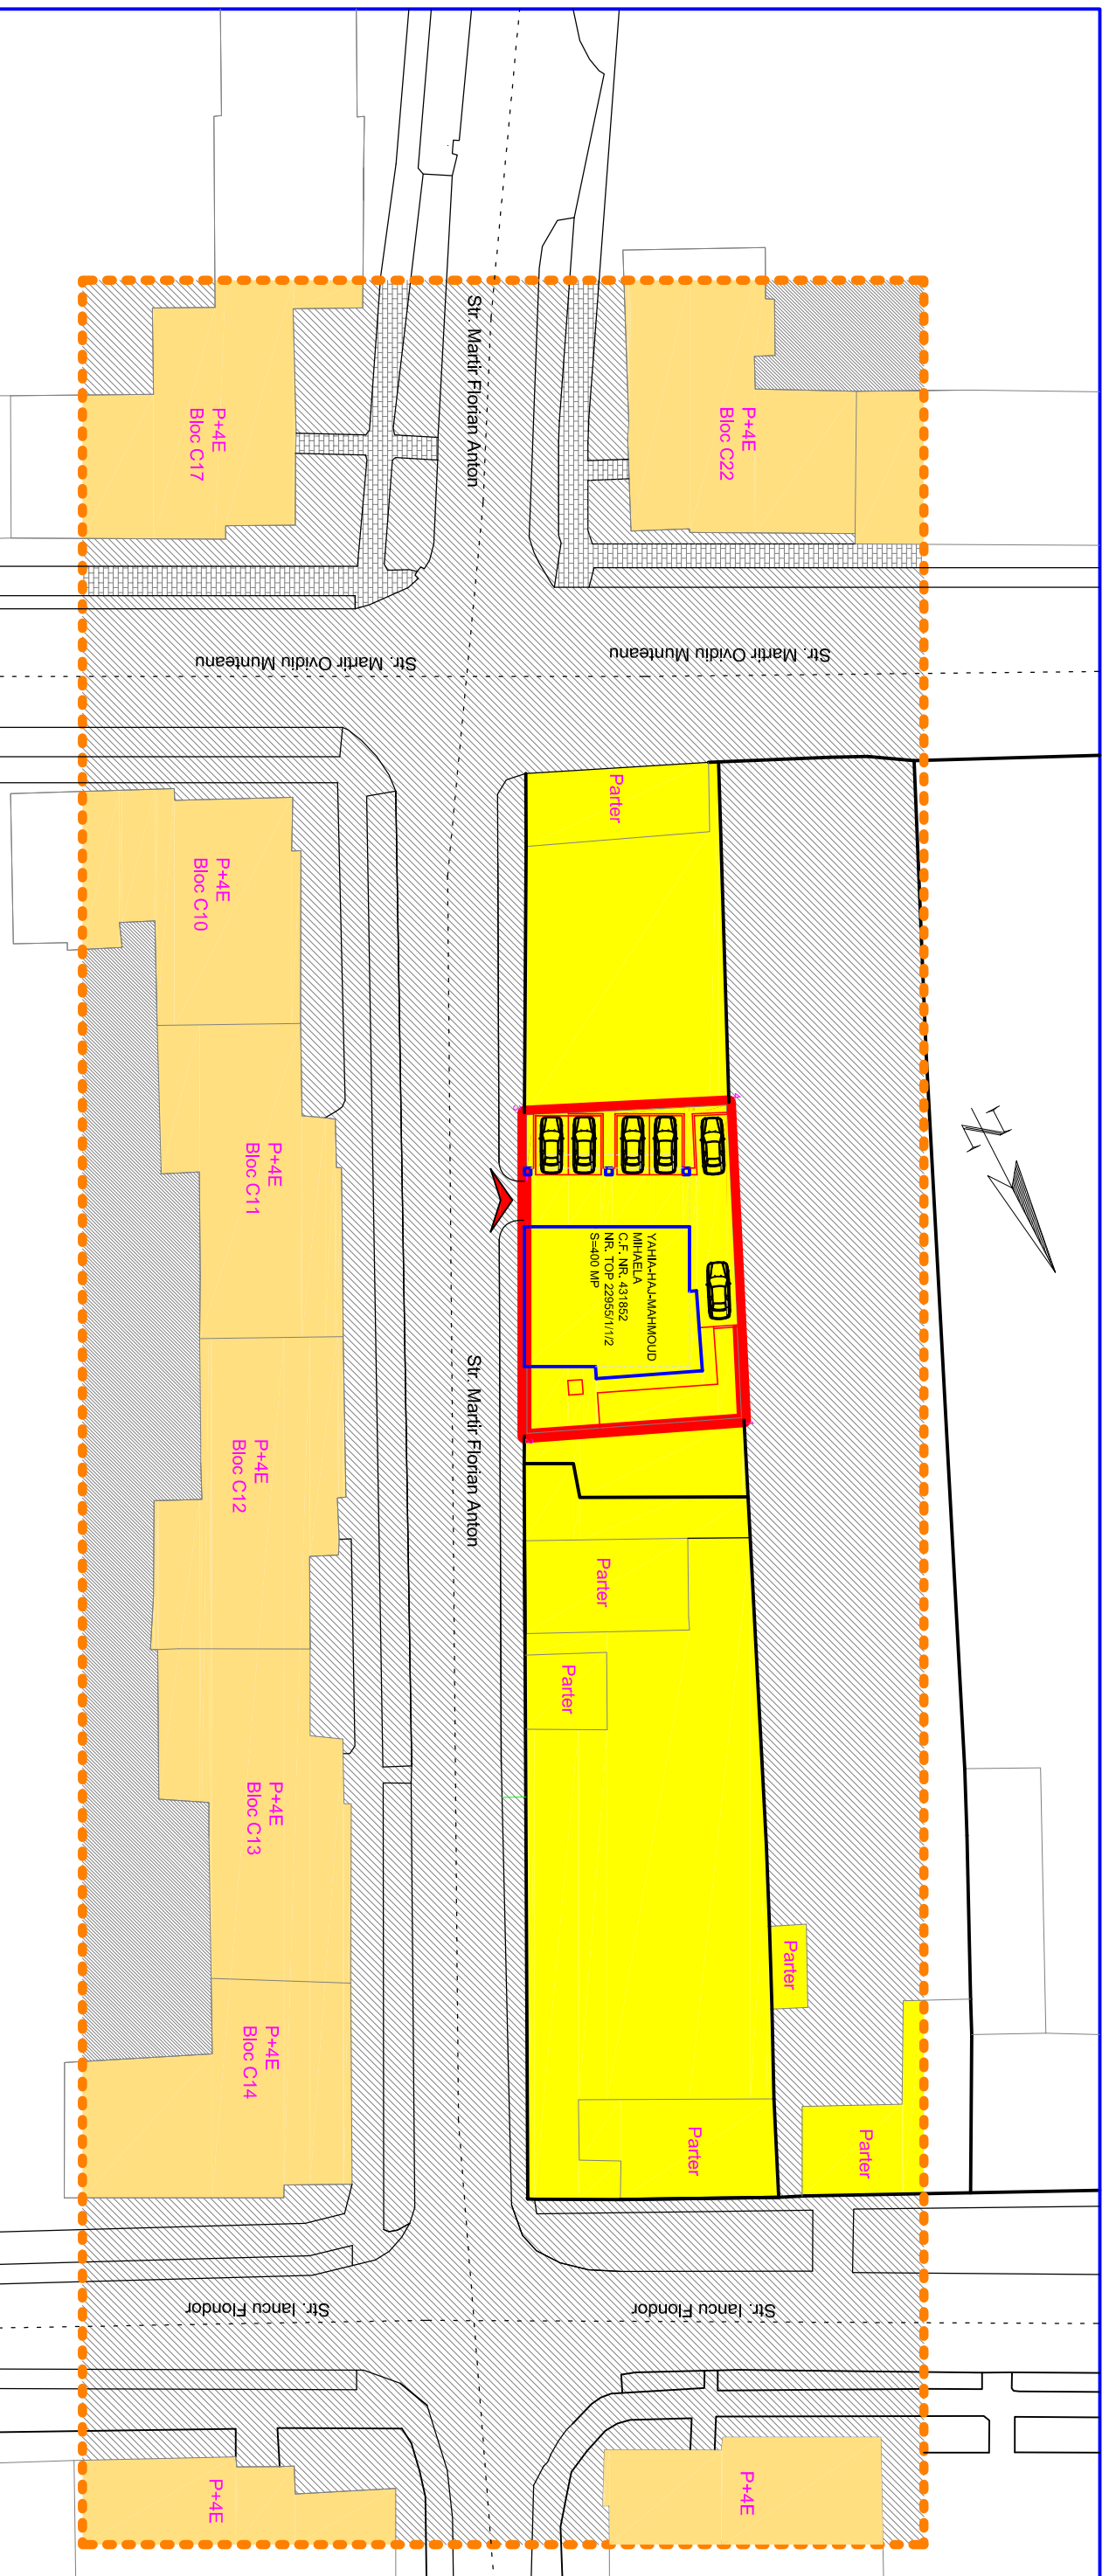 Str. Martir Florian Anton
P+4E
Bloc C17
P+4E
Bloc C22
Str. Martir Ovidiu Munteanu
Str. Martir Ovidiu Munteanu
Parter
P+4E
Bloc C10
P+4E
Bloc C11
N
YAHIA-HAJ-MAHMOUD
MIHAELA
C.F. NR. 431852
NR. TOP 22955/1/1/2
S=400 MP
Str. Martir Florian Anton
P+4E
Bloc C12
Parter
Parter
P+4E
Bloc C13
Parter
P+4E
Bloc C14
Parter
Parter
Str. Iancu Flondor
Str. Iancu Flondor
P+4E
P+4E